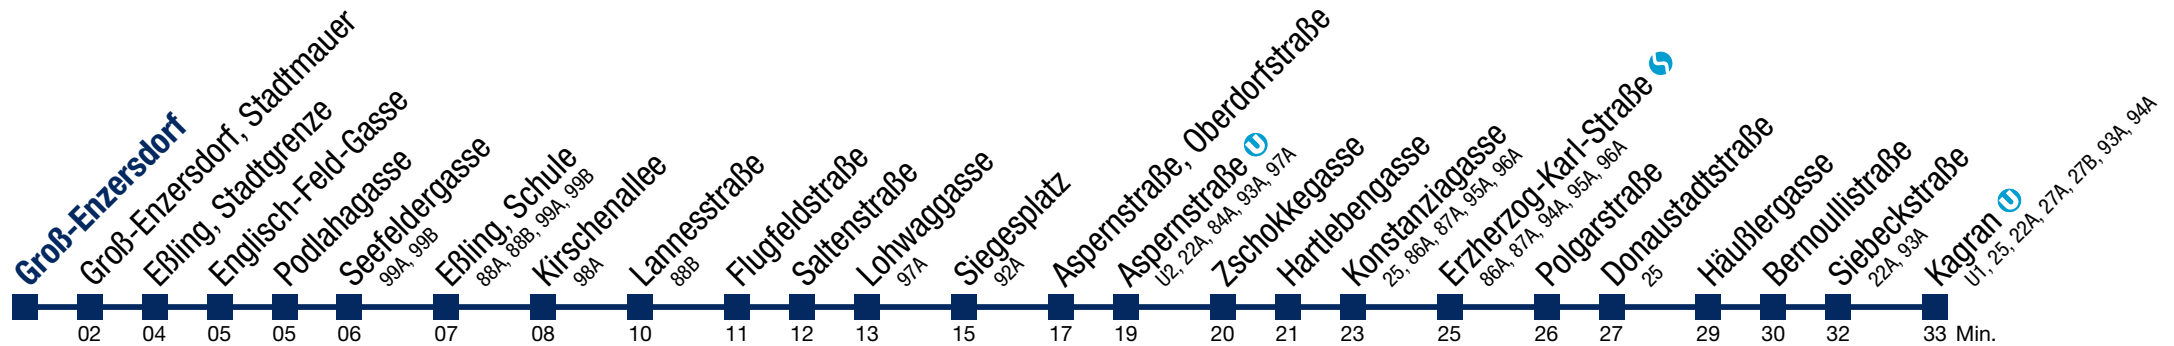 Groß-Enzersdorf
Groß-Enzersdorf, Stadtmauer
Eßling, Stadtgrenze
Englisch-Feld-Gasse
Podlahagasse
Seefeldergasse
99A, 99B
Eßling, Schule
88A, 88B, 99A, 99B
Kirschenallee
98A
Lannesstraße
88B
Flugfeldstraße
Saltenstraße
Lohwaggasse
97A
Siegesplatz
92A
Aspernstraße, Oberdorfstraße
Aspernstraße U
U2, 22A, 84A, 93A, 97A
Zschokkegasse
Hartlebengasse
Konstanziagasse
25, 86A, 87A, 95A, 96A
Erzherzog-Karl-Straße S
86A, 87A, 94A, 95A, 96A
Polgarstraße
Donaustadtstraße
25
Häußlergasse
Bernoullistraße
Siebeckstraße
22A, 93A
Kagran U
U1, 25, 22A, 27A, 27B, 93A, 94A
02 04 05 05 06 07 08 10 11 12 13 15 17 19 20 21 23 25 26 27 29 30 32 33 Min.